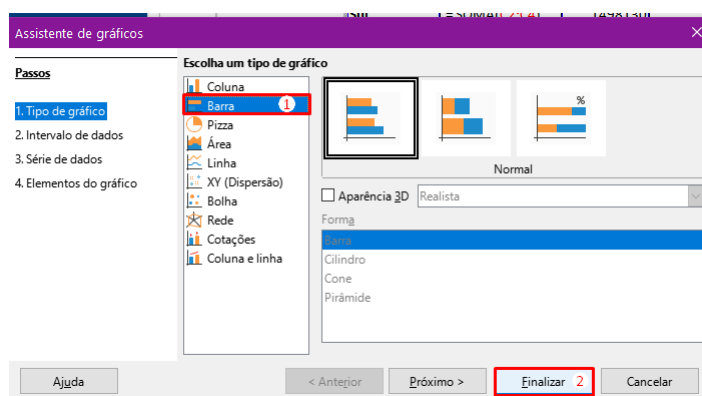 Assistente de gráficos
Passos
1. Tipo de gráfico
2. Intervalo de dados
3. Série de dados
4. Elementos do gráfico
Escolha um tipo de gráfico
Coluna
Barra 1
Pizza
Área
Linha
XY (Dispersão)
Bolha
Rede
Cotações
Coluna e linha
%
Normal
Aparência 3D Realista
Forma
Barra
Cilindro
Cone
Pirâmide
Ajuda
< Anterior
Próximo >
Finalizar 2
Cancelar